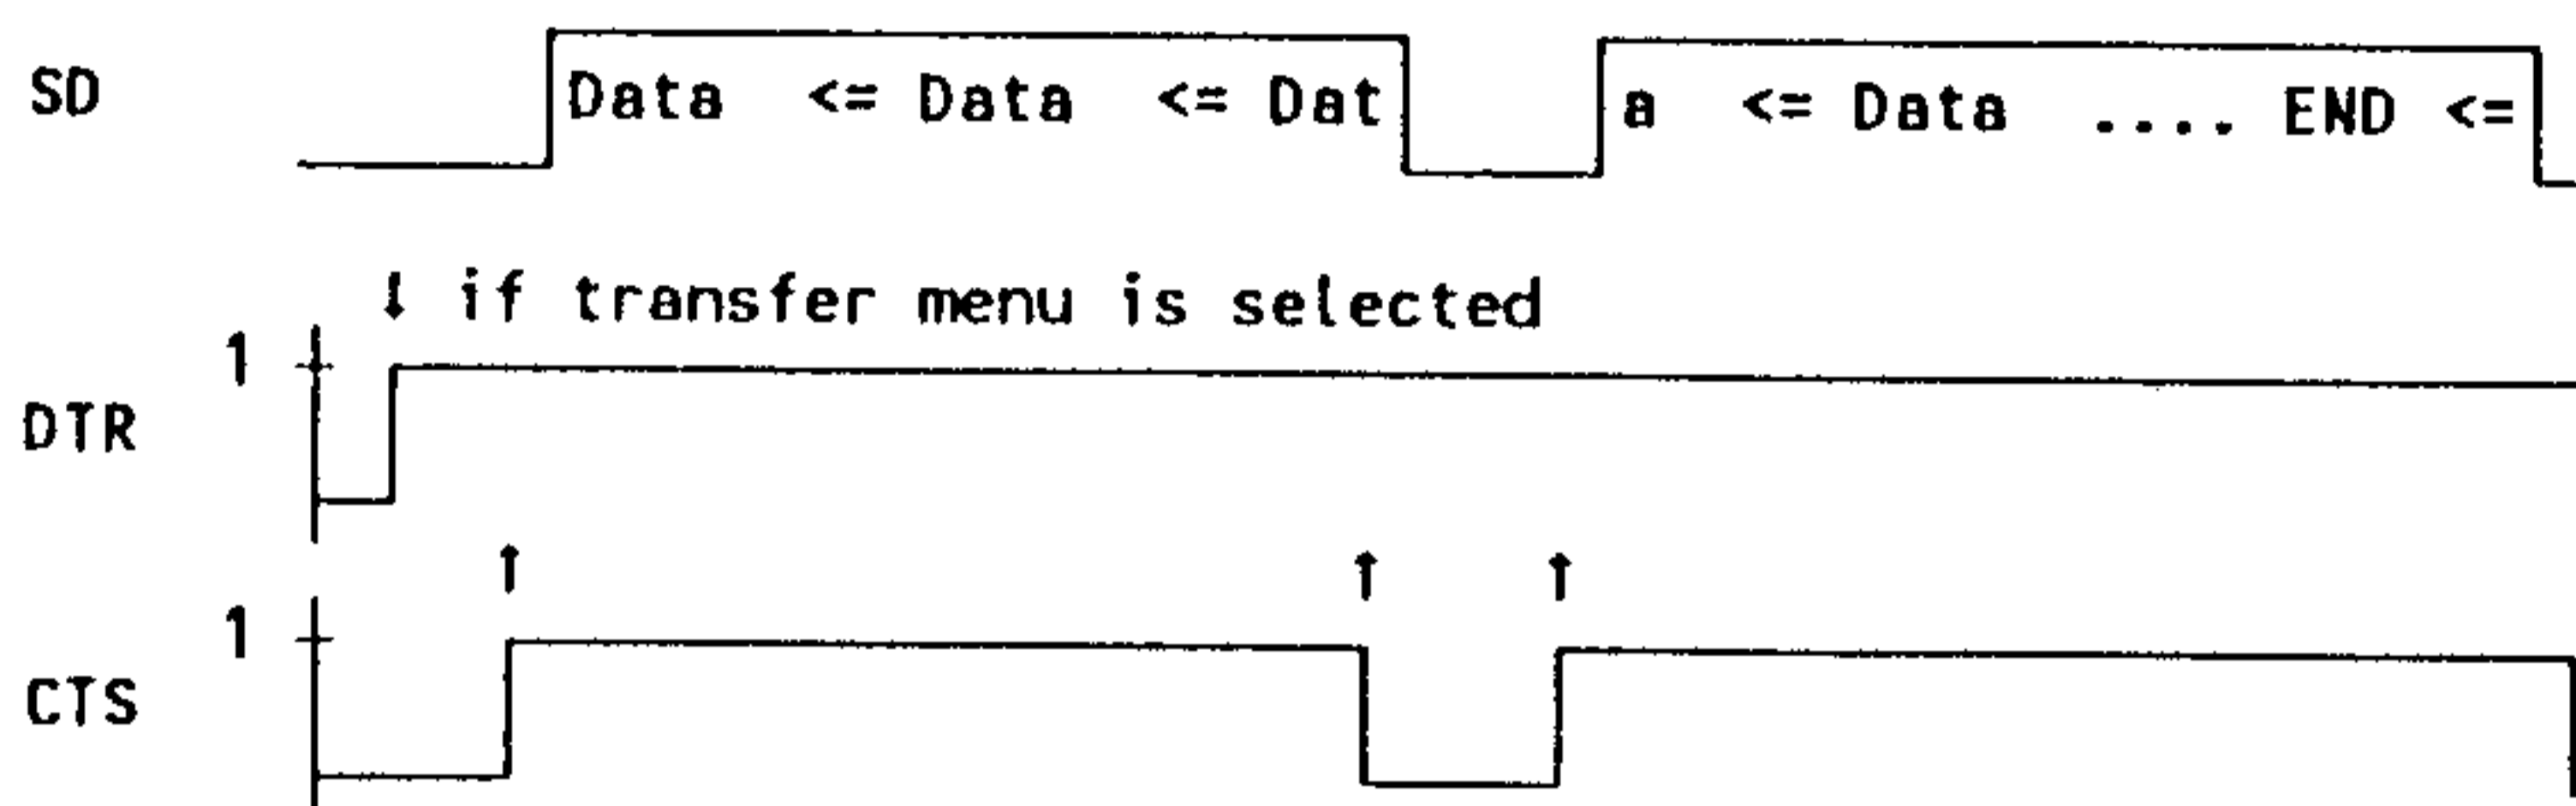 SD Data <= Data <= Dat a <= Data .... END <=
↓ if transfer menu is selected
1
DTR
↑ ↑ ↑
1
CTS